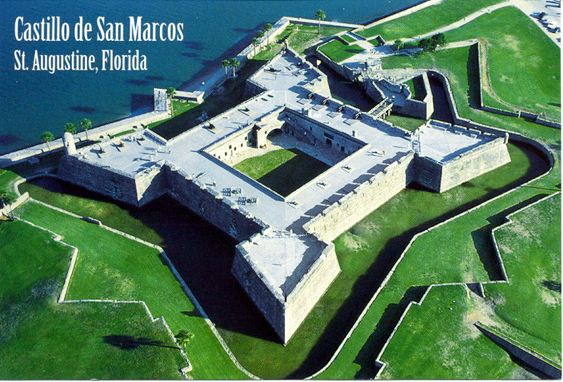 Castillo de San Marcos
St. Augustine, Florida